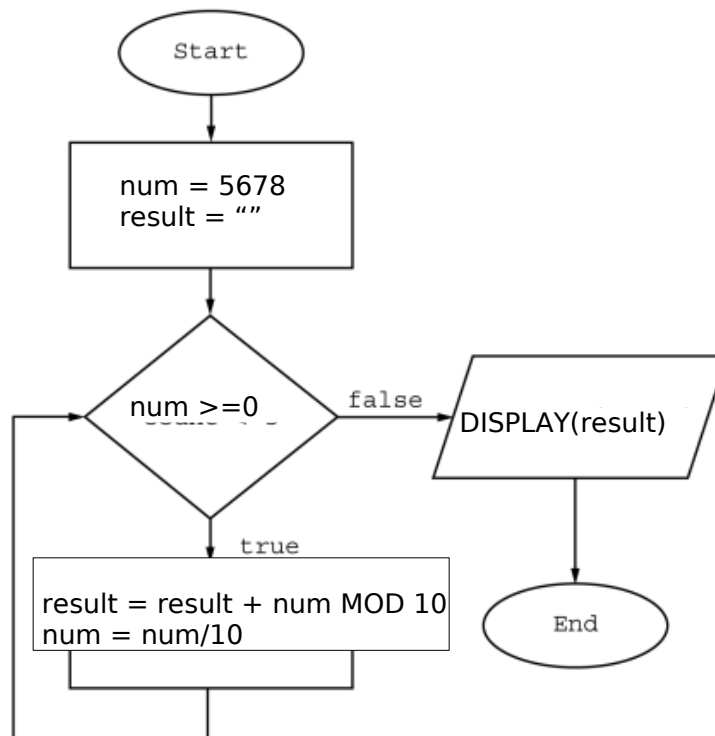 Start
num = 5678
result = “”
num >=0
false
DISPLAY(result)
true
result = result + num MOD 10
num = num/10
End